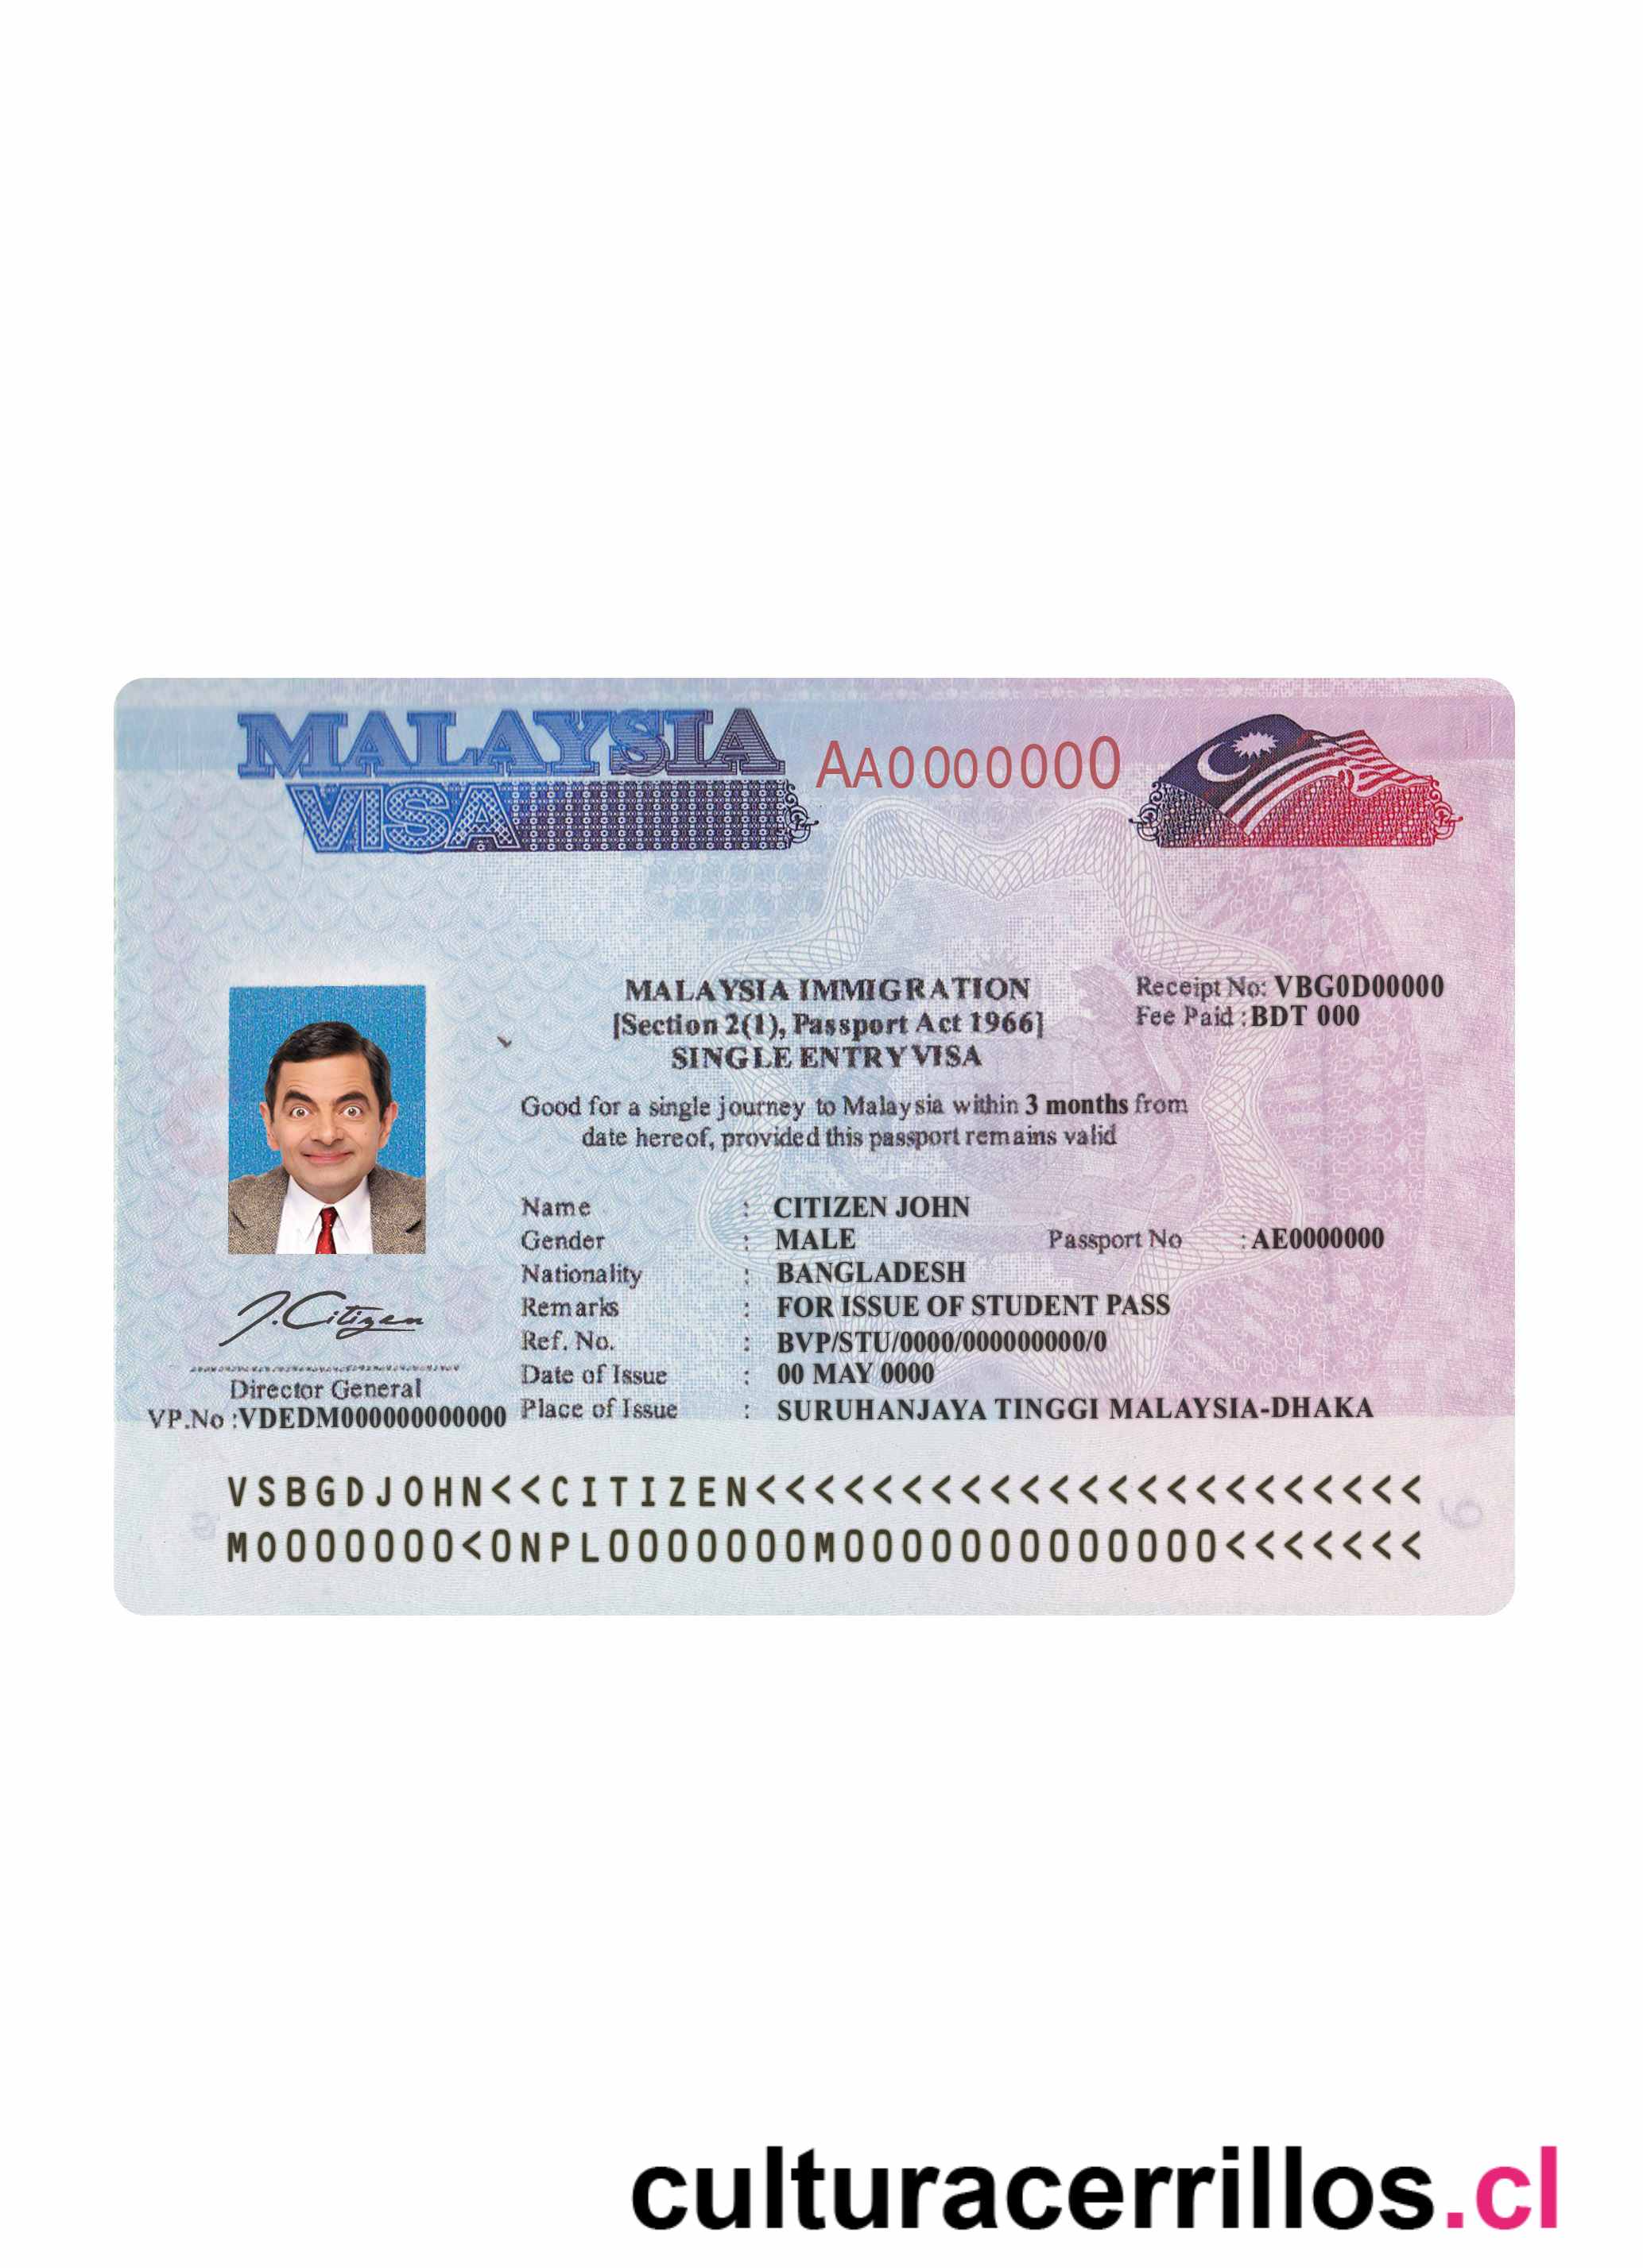 MALAYSIA
VISA
AA0000000
MALAYSIA IMMIGRATION
[Section 2(1), Passport Act 1966]
SINGLE ENTRY VISA
Receipt No: VBG0D00000
Fee Paid :BDT 000
Good for a single journey to Malaysia within 3 months from
date hereof, provided this passport remains valid
Name : CITIZEN JOHN
Gender : MALE Passport No : AE0000000
Nationality : BANGLADESH
Remarks : FOR ISSUE OF STUDENT PASS
Ref. No. : BVP/STU/0000/000000000/0
Date of Issue : 00 MAY 0000
Place of Issue : SURUHANJAYA TINGGI MALAYSIA-DHAKA
J.Citizen
Director General
VP.No :VDEDM000000000000
VSBGDJOHN<<CITIZEN<<<<<<<<<<<<<<<<<<<<<<<
M0000000<0NPL0000000M0000000000000<<<<<<<
culturacerrillos.cl